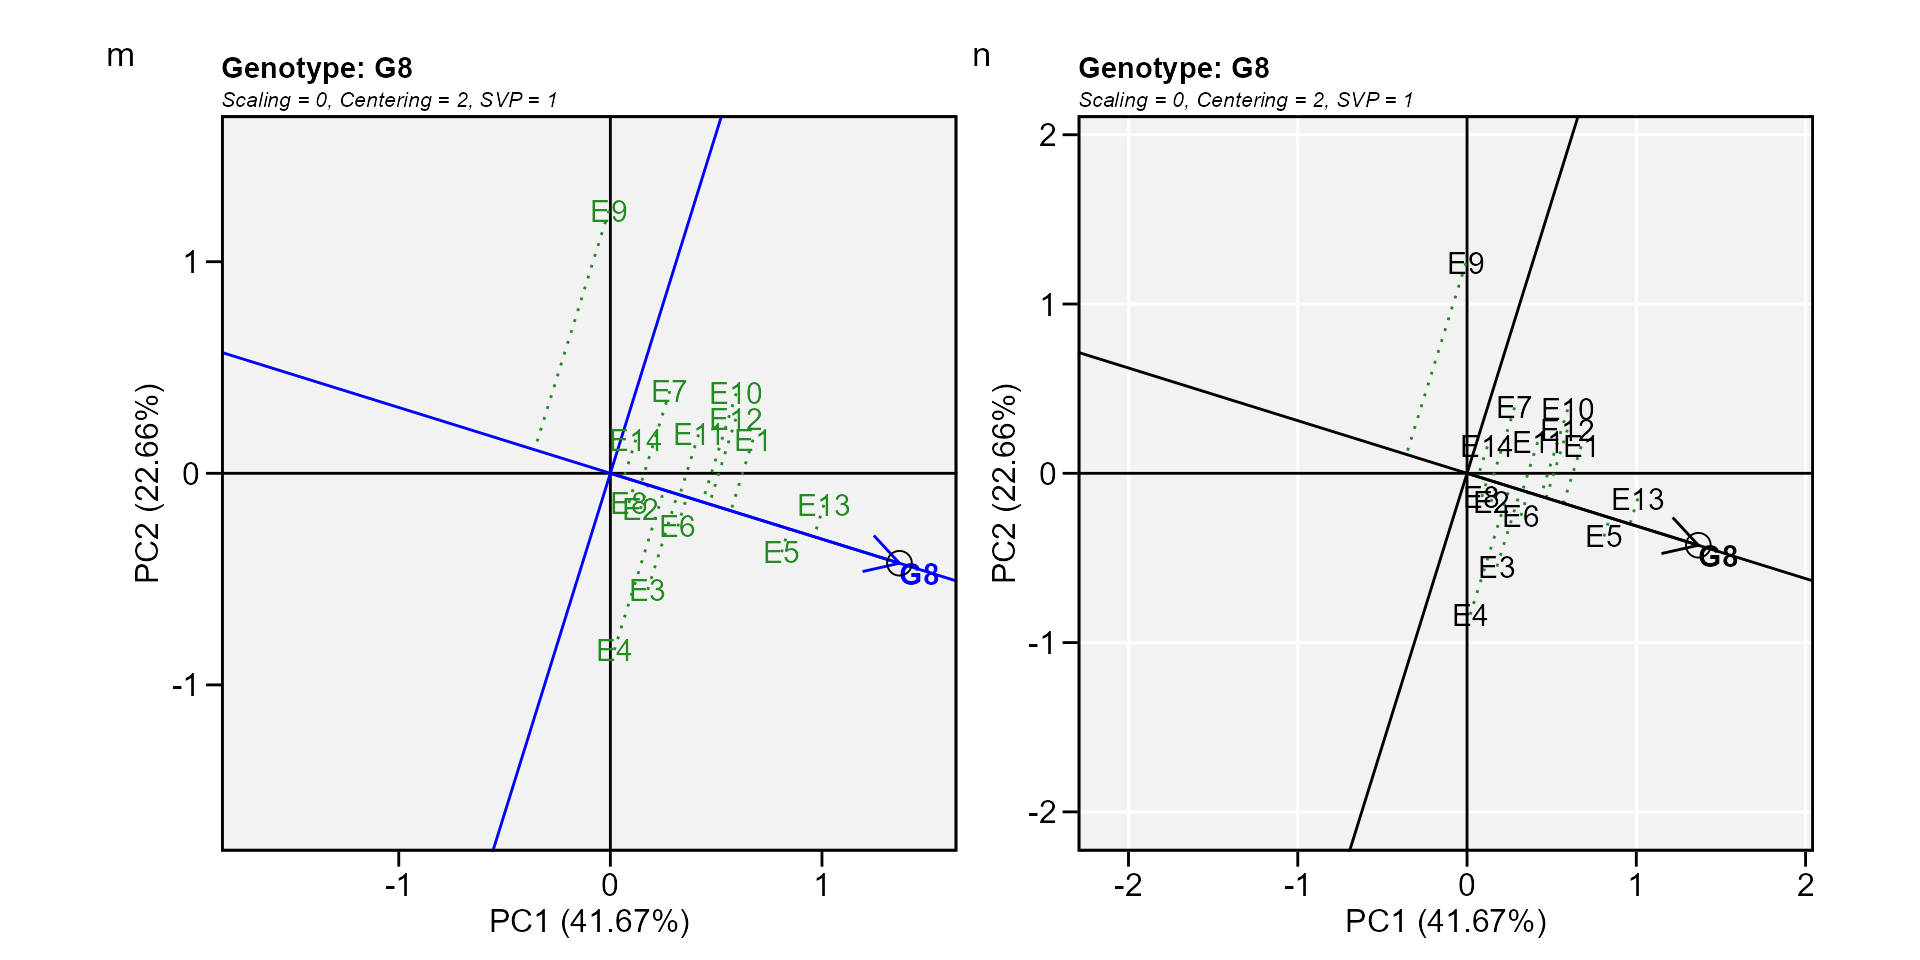 m
Genotype: G8
Scaling = 0, Centering = 2, SVP = 1
PC2 (22.66%)
1
0
-1
E9
E7
E10
E12
E14
E11
E1
E8
E2
E13
E6
E5
G8
E3
E4
-1
0
1
PC1 (41.67%)
n
Genotype: G8
Scaling = 0, Centering = 2, SVP = 1
PC2 (22.66%)
2
1
0
-1
-2
E9
E7
E10
E12
E14
E11
E1
E8
E2
E13
E6
E5
G8
E3
E4
-2
-1
0
1
2
PC1 (41.67%)